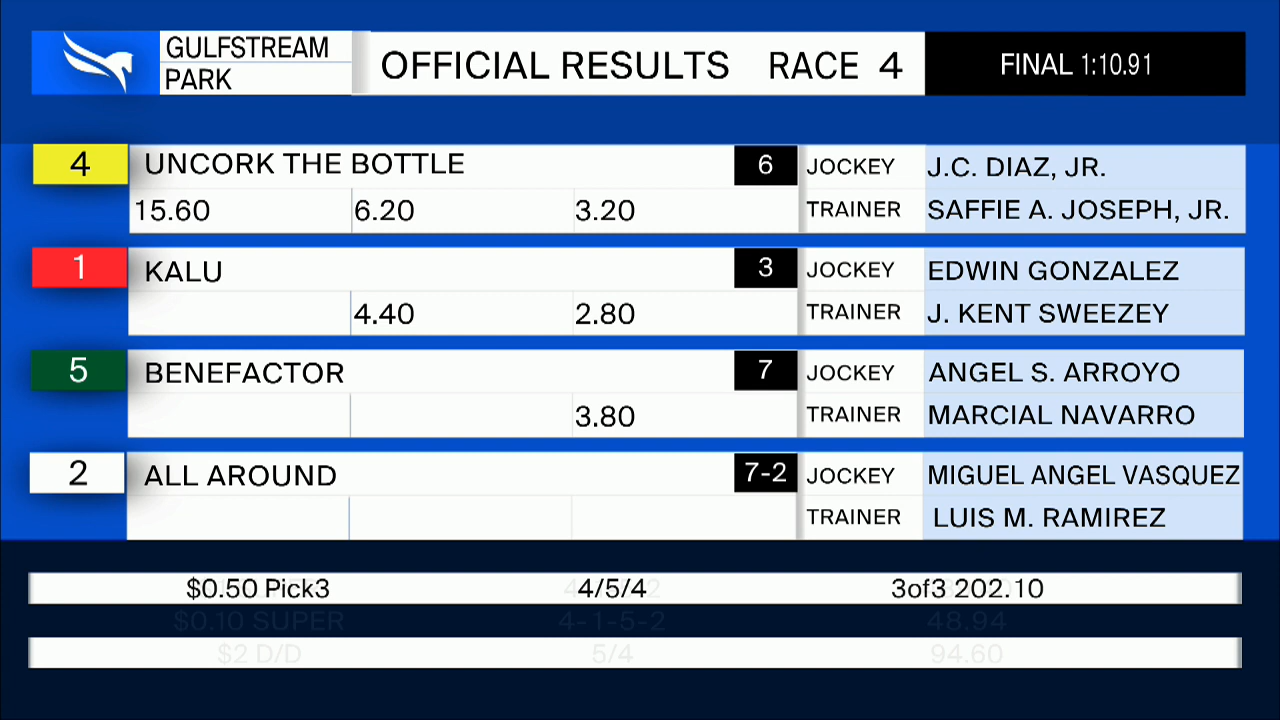 GULFSTREAM
PARK
OFFICIAL RESULTS RACE 4
FINAL 1:10.91
4 UNCORK THE BOTTLE 6 JOCKEY J.C. DIAZ, JR.
15.60 6.20 3.20 TRAINER SAFFIE A. JOSEPH, JR.
1 KALU 3 JOCKEY EDWIN GONZALEZ
4.40 2.80 TRAINER J. KENT SWEEZEY
5 BENEFACTOR 7 JOCKEY ANGEL S. ARROYO
3.80 TRAINER MARCIAL NAVARRO
2 ALL AROUND 7-2 JOCKEY MIGUEL ANGEL VASQUEZ
TRAINER LUIS M. RAMIREZ
$0.50 Pick3 4/5/4 3of3 202.10
$0.10 SUPER 4-1-5-2 48.94
$2 D/D 5/4 94.60